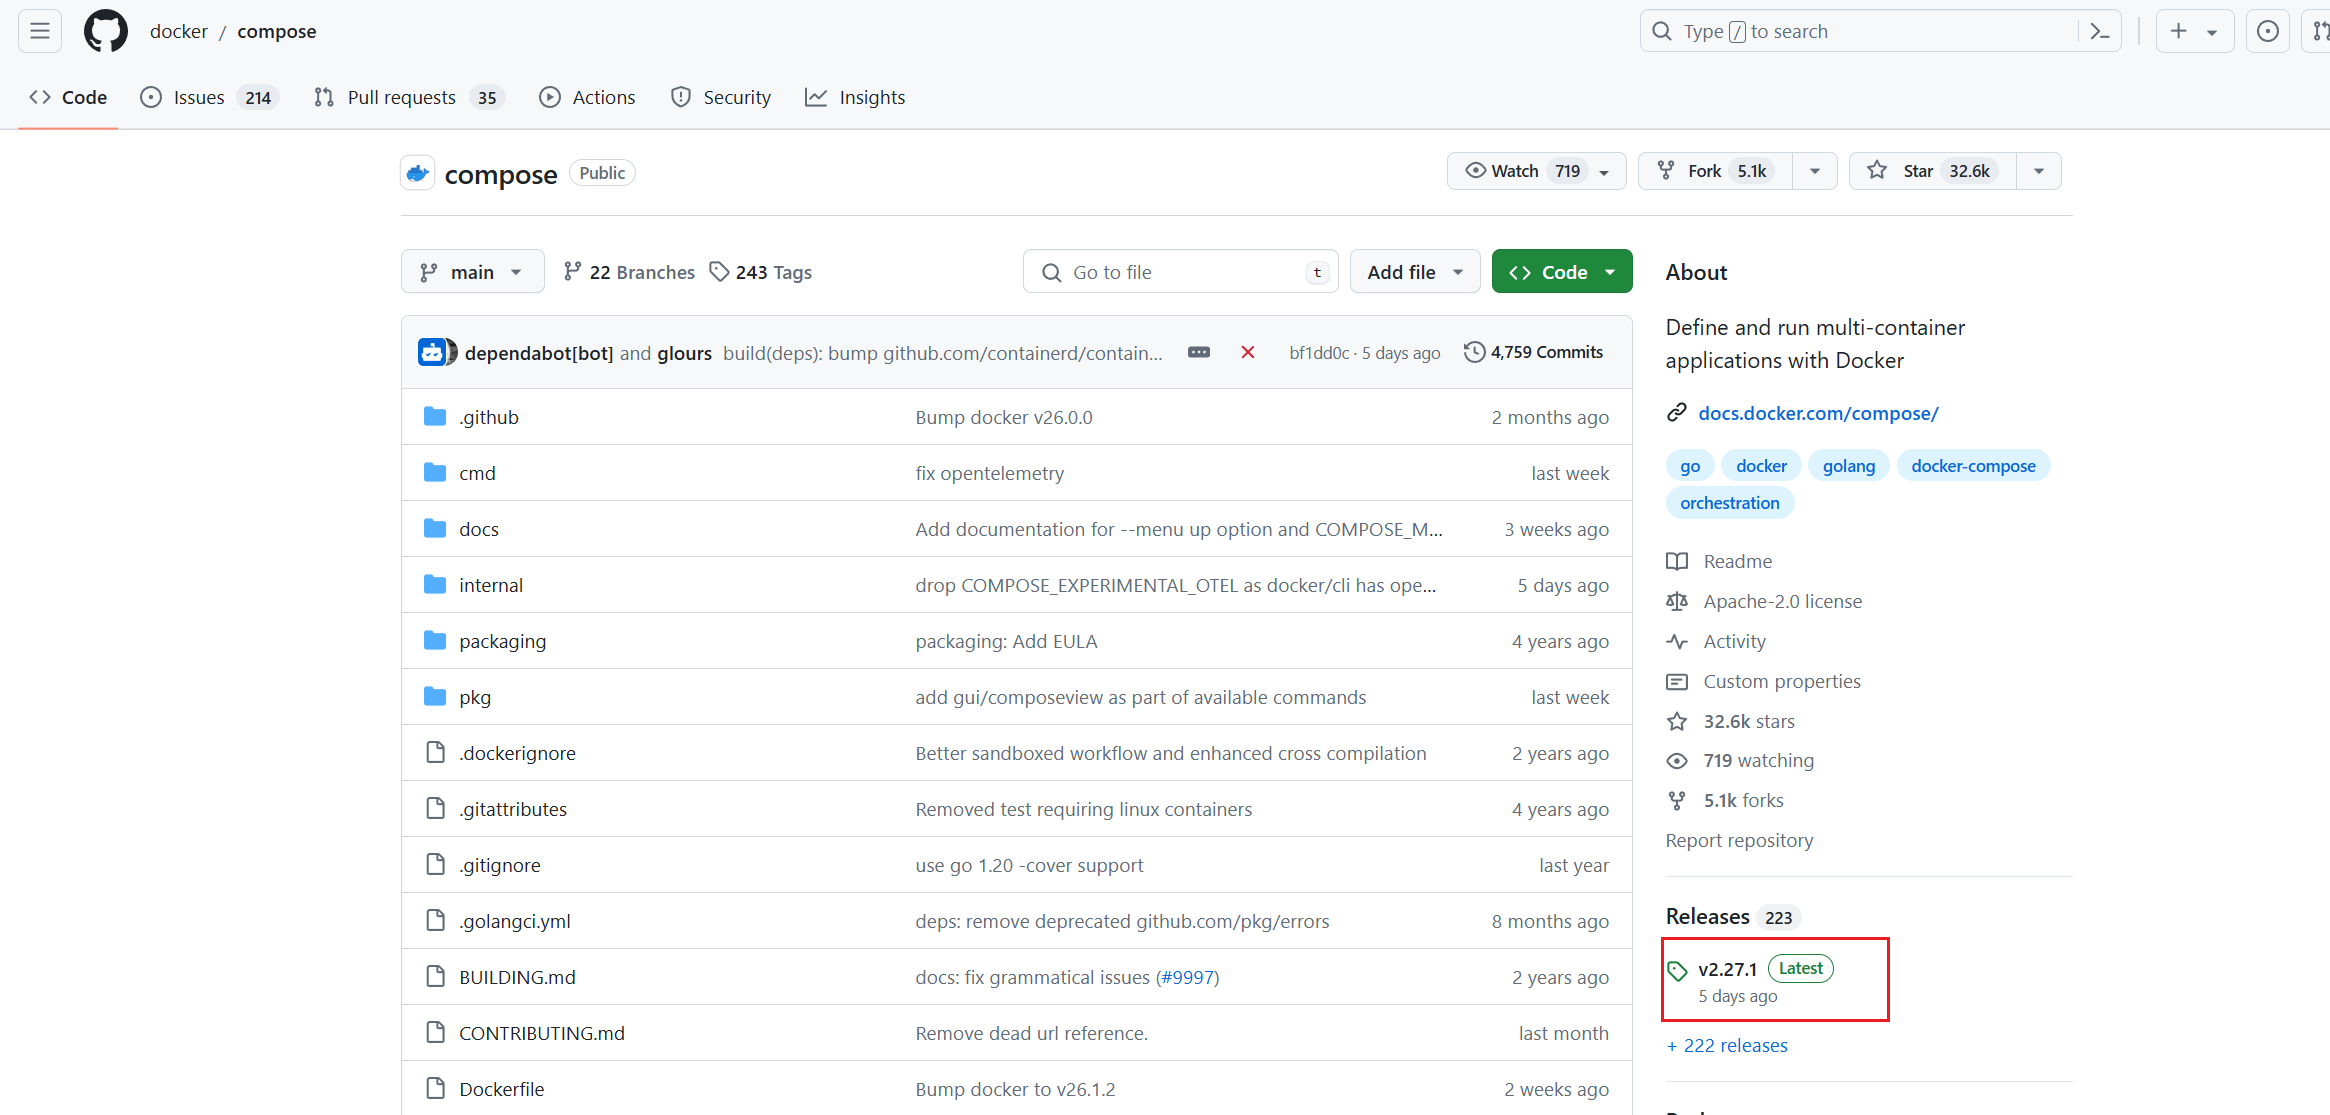 docker / compose
Type / to search
Code Issues 214 Pull requests 35 Actions Security Insights
compose Public
Watch 719 Fork 5.1k Star 32.6k
main 22 Branches 243 Tags
Go to file t Add file Code
dependabot[bot] and glours build(deps): bump github.com/containerd/contain... bf1dd0c · 5 days ago 4,759 Commits
.github Bump docker v26.0.0 2 months ago
cmd fix opentelemetry last week
docs Add documentation for --menu up option and COMPOSE_M... 3 weeks ago
internal drop COMPOSE_EXPERIMENTAL_OTEL as docker/cli has ope... 5 days ago
packaging packaging: Add EULA 4 years ago
pkg add gui/composeview as part of available commands last week
.dockerignore Better sandboxed workflow and enhanced cross compilation 2 years ago
.gitattributes Removed test requiring linux containers 4 years ago
.gitignore use go 1.20 -cover support last year
.golangci.yml deps: remove deprecated github.com/pkg/errors 8 months ago
BUILDING.md docs: fix grammatical issues (#9997) 2 years ago
CONTRIBUTING.md Remove dead url reference. last month
Dockerfile Bump docker to v26.1.2 2 weeks ago
About
Define and run multi-container
applications with Docker
docs.docker.com/compose/
go docker golang docker-compose
orchestration
Readme
Apache-2.0 license
Activity
Custom properties
32.6k stars
719 watching
5.1k forks
Report repository
Releases 223
v2.27.1 Latest
5 days ago
+ 222 releases